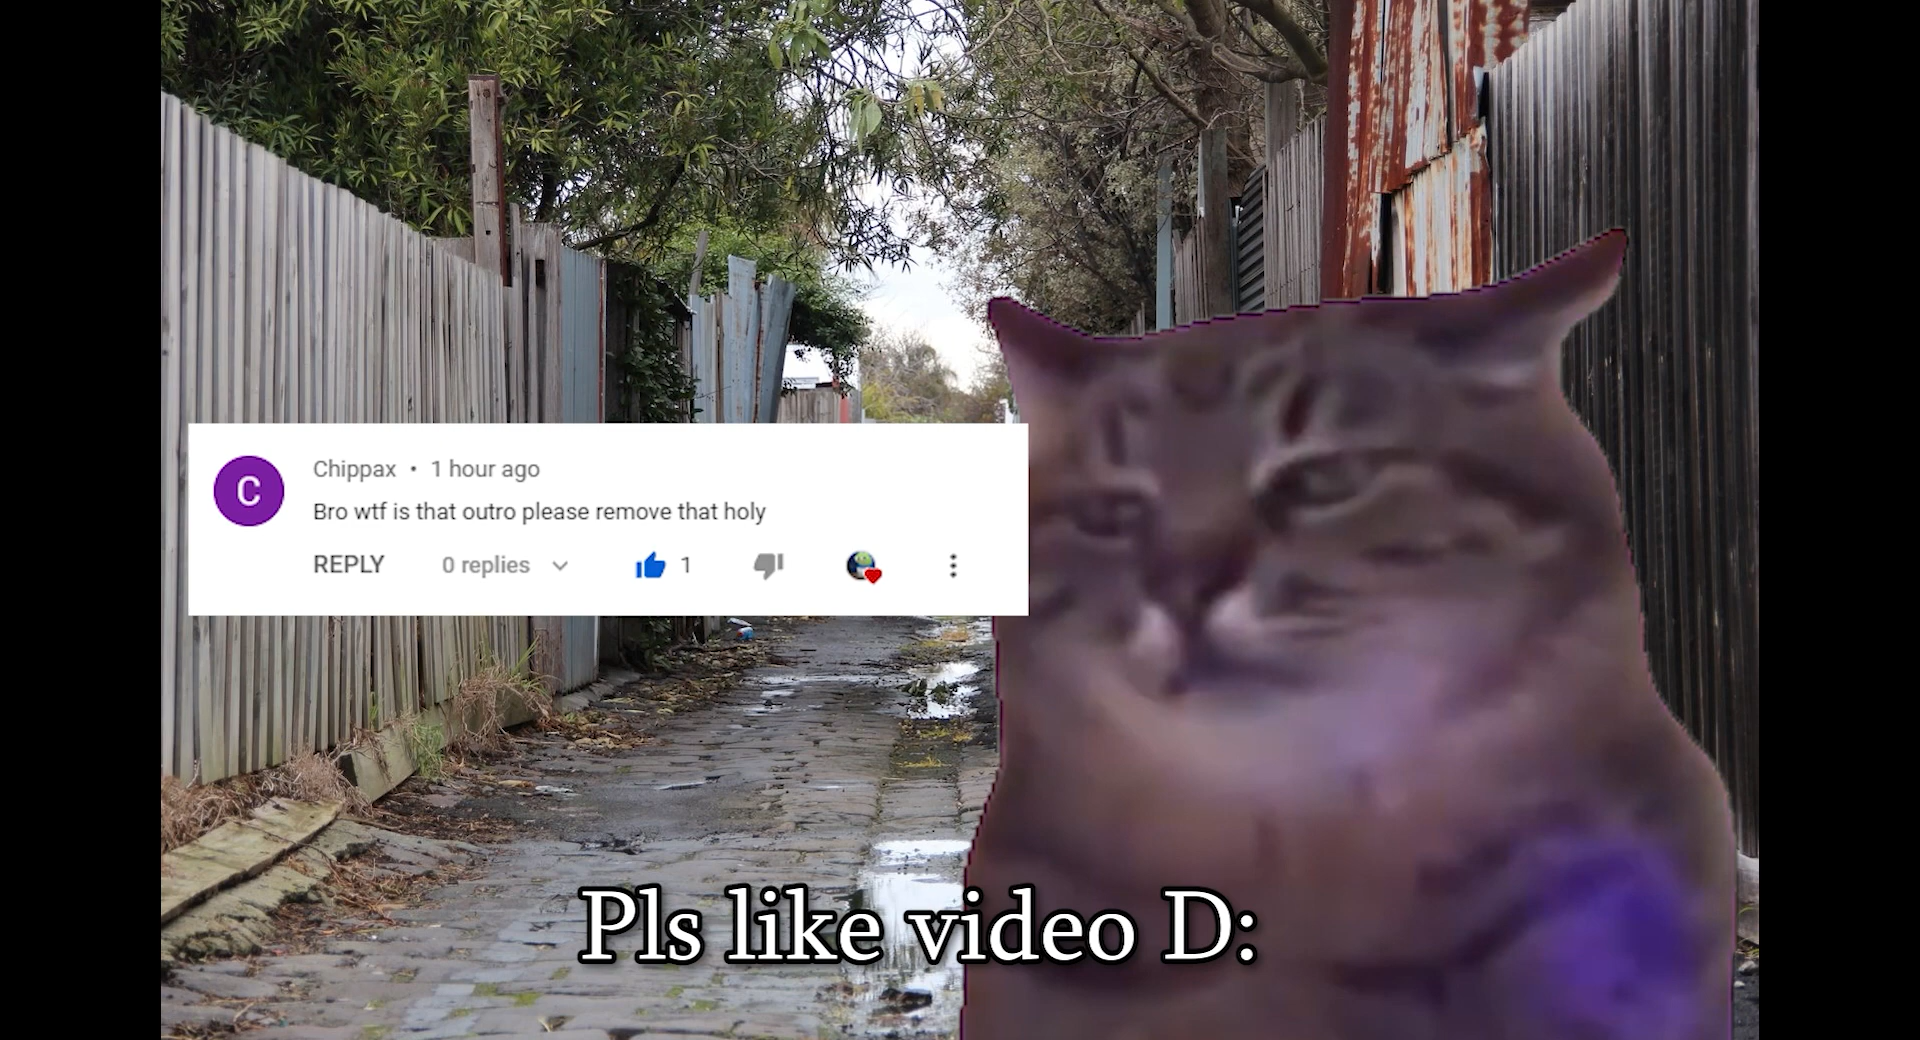 C
Chippax • 1 hour ago
Bro wtf is that outro please remove that holy
REPLY 0 replies 1
Pls like video D: